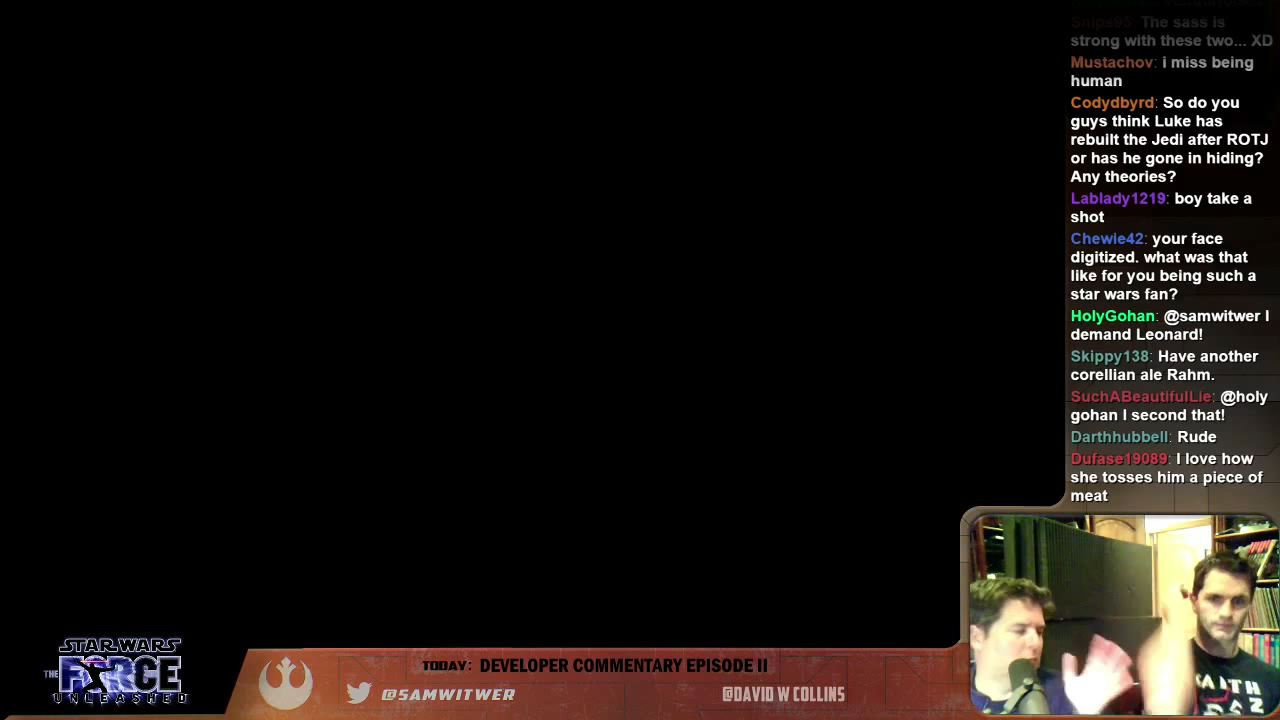 Snips95: The sass is
strong with these two... XD
Mustachov: i miss being
human
Codydbyrd: So do you
guys think Luke has
rebuilt the Jedi after ROTJ
or has he gone in hiding?
Any theories?
Lablady1219: boy take a
shot
Chewie42: your face
digitized. what was that
like for you being such a
star wars fan?
HolyGohan: @samwitwer I
demand Leonard!
Skippy138: Have another
corellian ale Rahm.
SuchABeautifulLie: @holy
gohan I second that!
Darthhubbell: Rude
Dufase19089: I love how
she tosses him a piece of
meat
STAR WARS
THE FORCE
UNLEASHED
TODAY: DEVELOPER COMMENTARY EPISODE II
@SAMWITWER
@DAVID W COLLINS